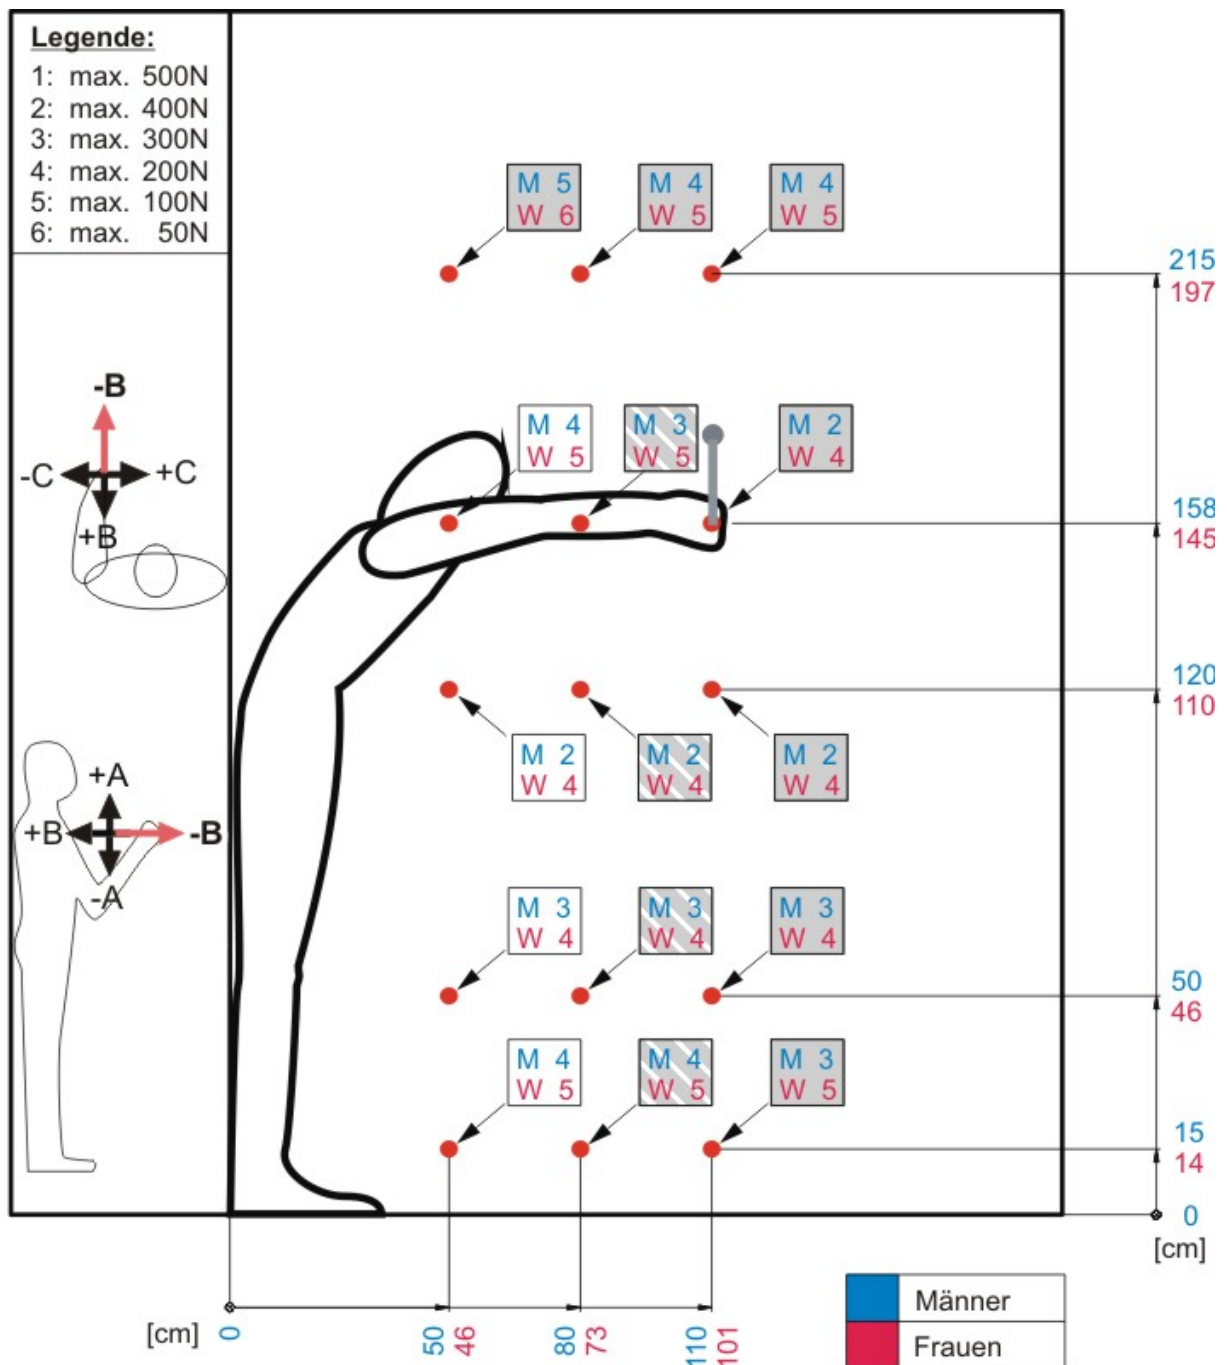 Legende:
1: max. 500N
2: max. 400N
3: max. 300N
4: max. 200N
5: max. 100N
6: max. 50N
M 5
W 6
M 4
W 5
M 4
W 5
215
197
-B
-C
+C
+B
M 4
W 5
M 3
W 5
M 2
W 4
158
145
120
110
M 2
W 4
M 2
W 4
M 2
W 4
+A
+B
-B
-A
M 3
W 4
M 3
W 4
M 3
W 4
50
46
M 4
W 5
M 4
W 5
M 3
W 5
15
14
0
[cm]
[cm]
0
50
46
80
73
110
101
Männer
Frauen